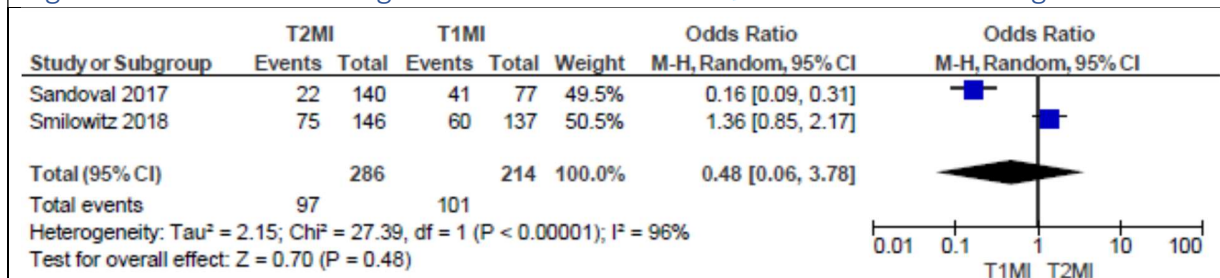 T2MI T1MI Odds Ratio Odds Ratio
Study or Subgroup Events Total Events Total Weight M-H, Random, 95% CI M-H, Random, 95% CI
Sandoval 2017 22 140 41 77 49.5% 0.16 [0.09, 0.31]
Smilowitz 2018 75 146 60 137 50.5% 1.36 [0.85, 2.17]
Total (95% CI) 286 214 100.0% 0.48 [0.06, 3.78]
Total events 97 101
Heterogeneity: Tau² = 2.15; Chi² = 27.39, df = 1 (P < 0.00001); I² = 96%
Test for overall effect: Z = 0.70 (P = 0.48)
0.01 0.1 1 10 100
T1MI T2MI